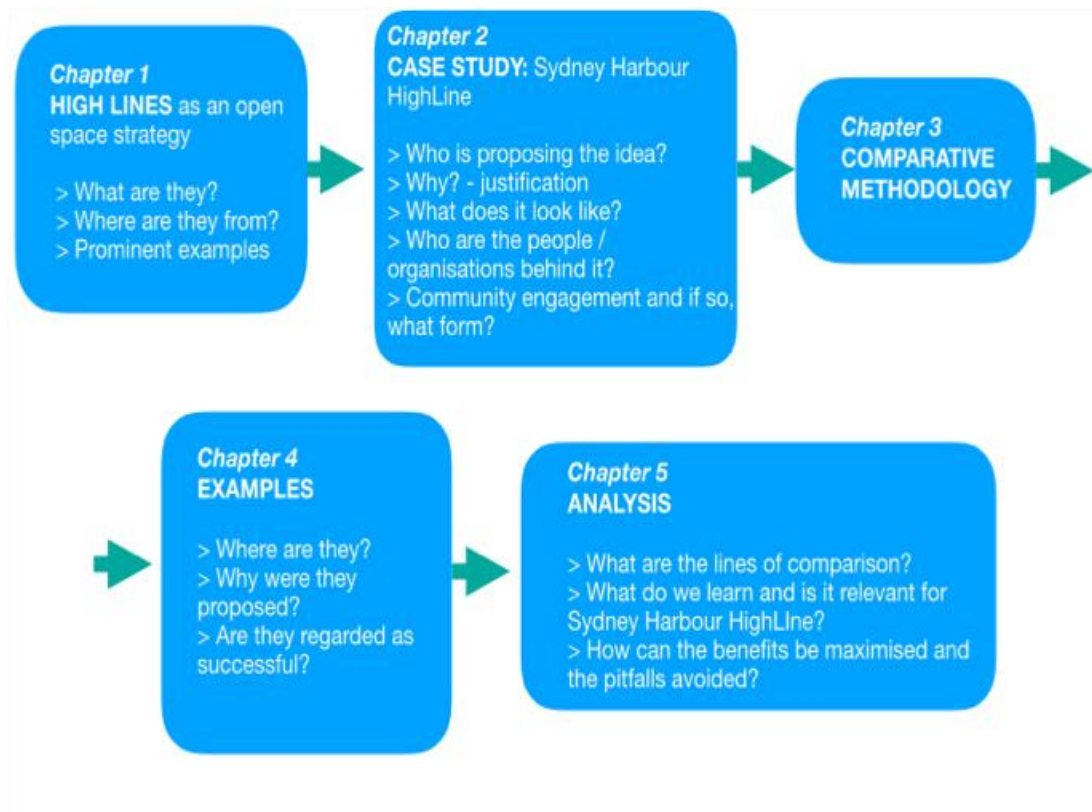 Chapter 1
HIGH LINES as an open
space strategy
> What are they?
> Where are they from?
> Prominent examples
Chapter 2
CASE STUDY: Sydney Harbour
HighLine
> Who is proposing the idea?
> Why? - justification
> What does it look like?
> Who are the people /
organisations behind it?
> Community engagement and if so,
what form?
Chapter 3
COMPARATIVE
METHODOLOGY
Chapter 4
EXAMPLES
> Where are they?
> Why were they
proposed?
> Are they regarded as
successful?
Chapter 5
ANALYSIS
> What are the lines of comparison?
> What do we learn and is it relevant for
Sydney Harbour HighLIne?
> How can the benefits be maximised and
the pitfalls avoided?